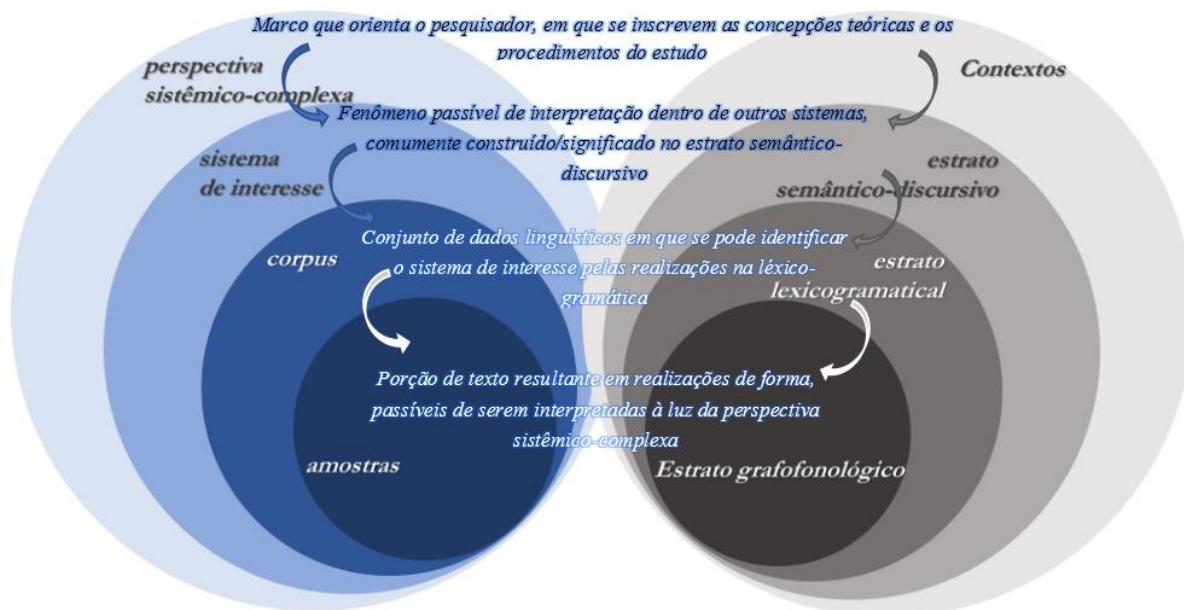 Marco que orienta o pesquisador, em que se inscrevem as concepções teóricas e os
procedimentos do estudo
perspectiva
sistêmico-complexa
Contextos
Fenômeno passível de interpretação dentro de outros sistemas,
comumente construído/significado no estrato semântico-
discursivo
sistema
de interesse
estrato
semântico-discursivo
Conjunto de dados linguísticos em que se pode identificar
o sistema de interesse pelas realizações na léxico-
gramática
corpus
estrato
lexicogramatical
Porção de texto resultante em realizações de forma,
passíveis de serem interpretadas à luz da perspectiva
sistêmico-complexa
amostras
Estrato grafofonológico